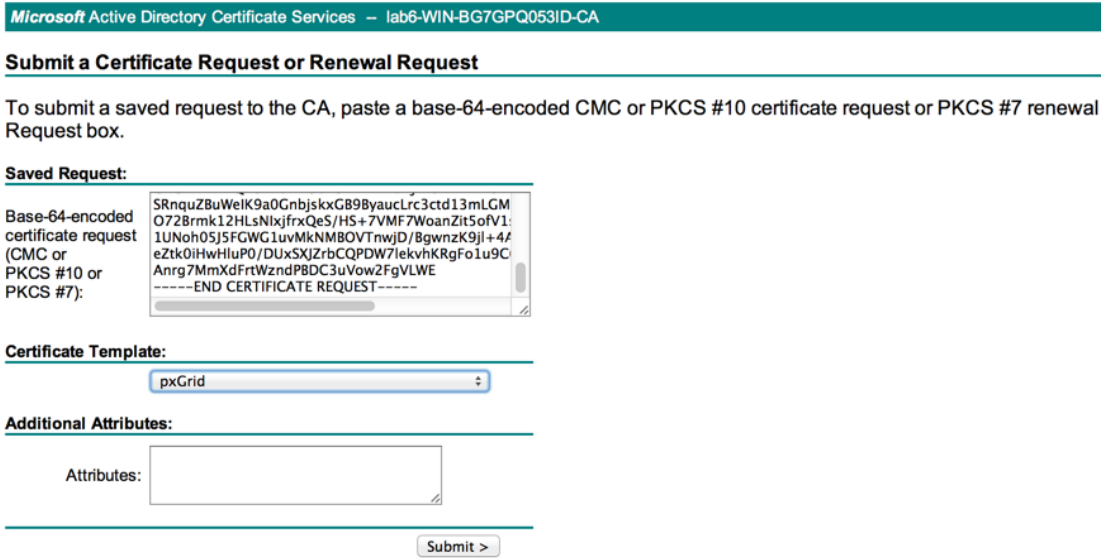 Microsoft Active Directory Certificate Services -- lab6-WIN-BG7GPQ053ID-CA
Submit a Certificate Request or Renewal Request
To submit a saved request to the CA, paste a base-64-encoded CMC or PKCS #10 certificate request or PKCS #7 renewal
Request box.
Saved Request:
Base-64-encoded
certificate request
(CMC or
PKCS #10 or
PKCS #7):
SRnquZBuWelK9a0GnbjskxGB9ByaucLrc3ctd13mLGM
O72Brmk12HLsNIxjfrxQeS/HS+7VMF7WoanZit5ofV1
1UNoh05J5FGWG1uvMkNMBOVTnwjD/BgwnzK9jl+4
eZtk0iHwHluP0/DUxSXJZrbCQPDW7lekvhKRgFo1u9C
Anrg7MmXdFrtWzndPBDC3uVow2FgVLWE
-----END CERTIFICATE REQUEST-----
Certificate Template:
pxGrid
Additional Attributes:
Attributes:
Submit >